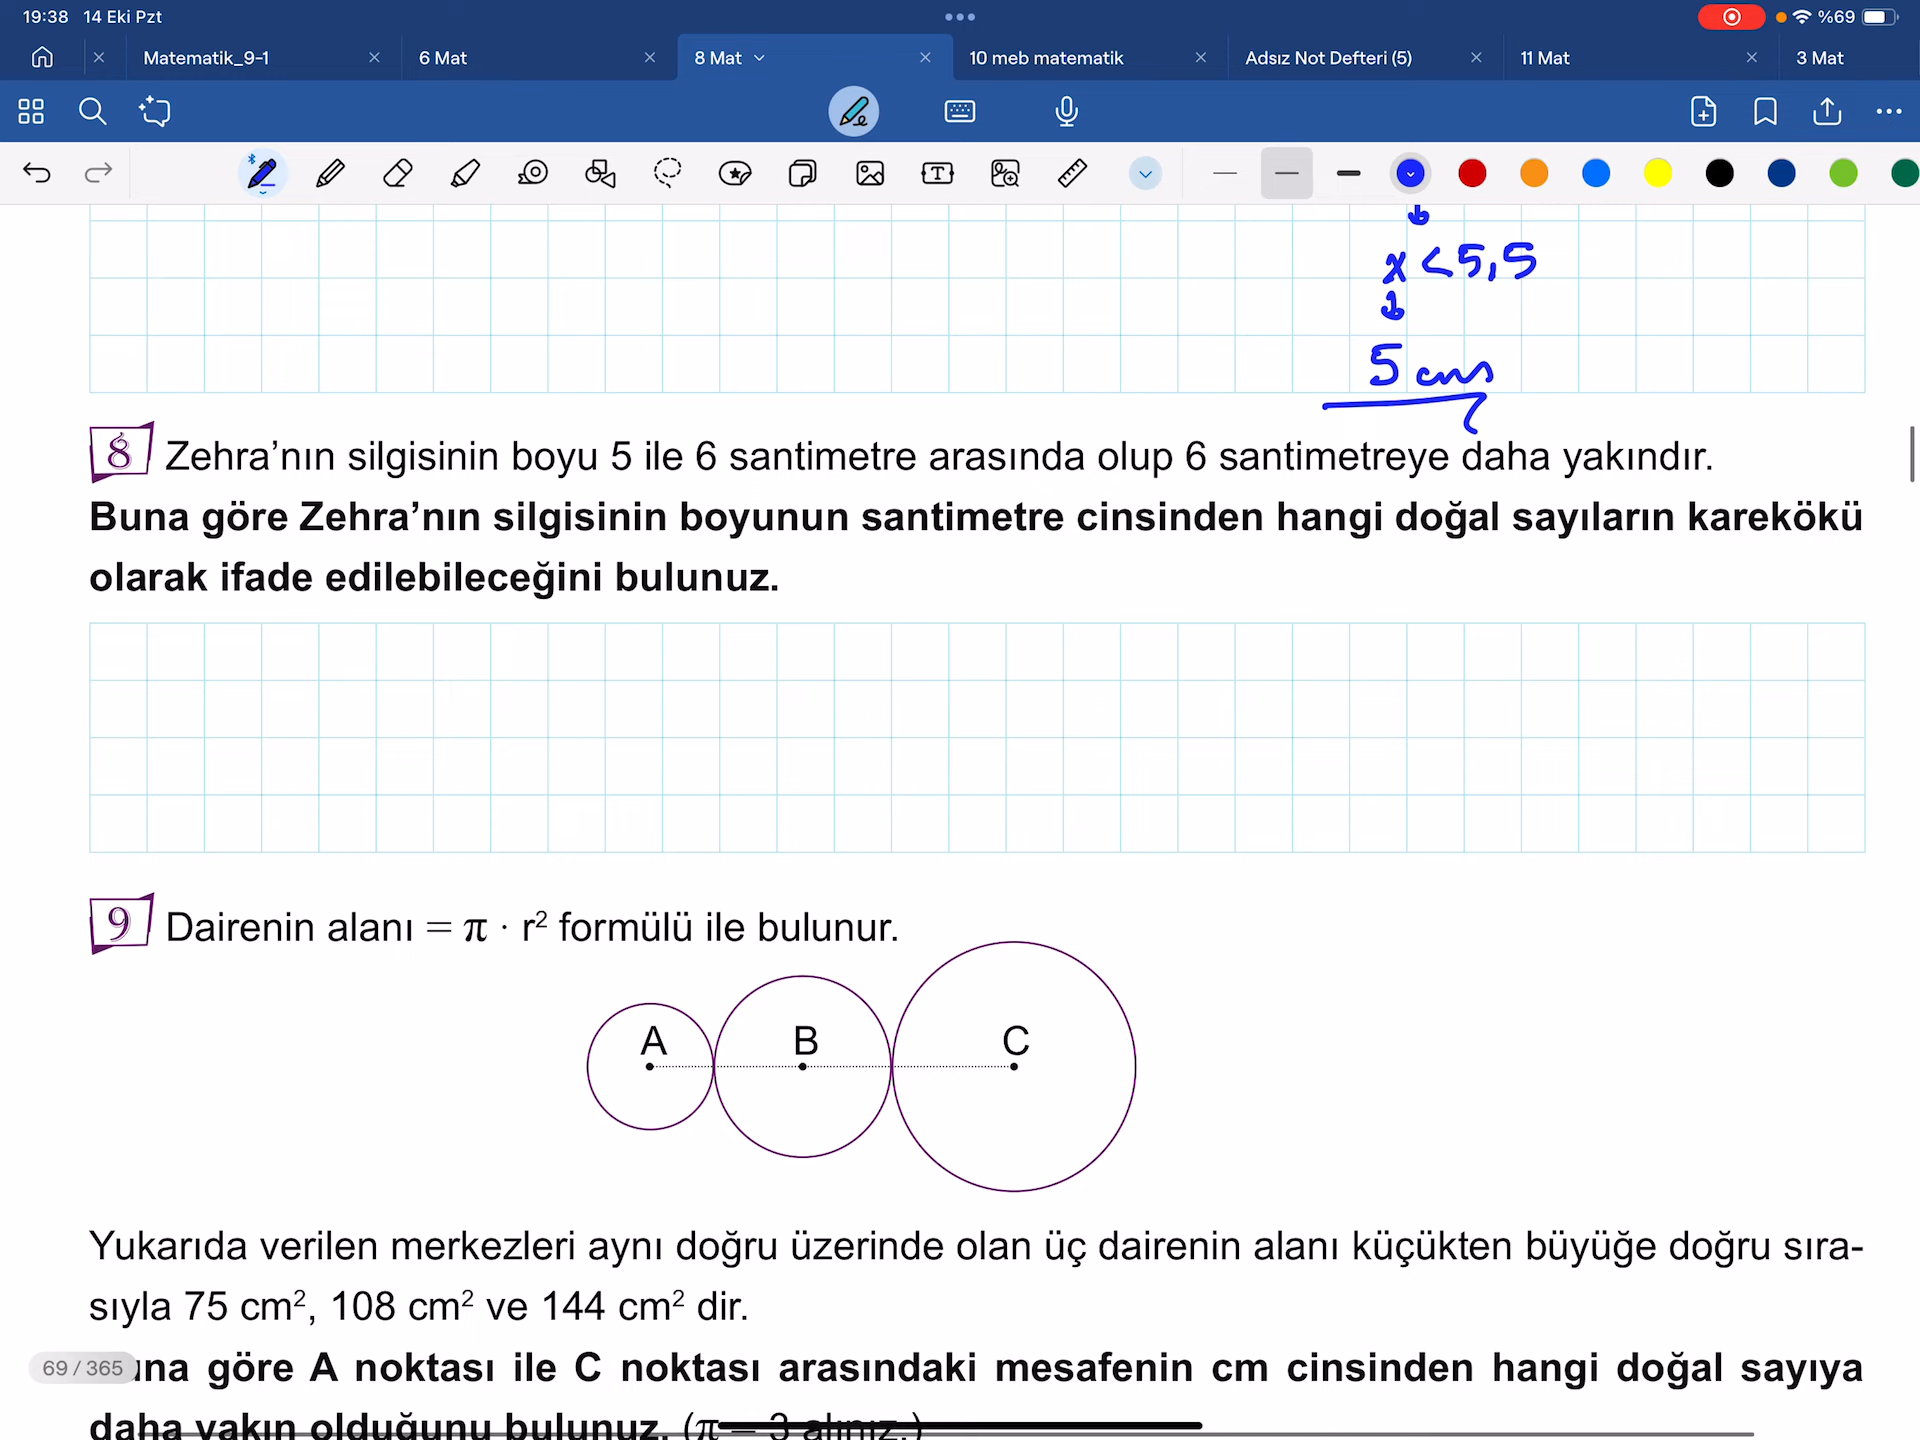 19:38 14 Eki Pzt %69
Matematik_9-1 6 Mat 8 Mat 10 meb matematik Adsız Not Defteri (5) 11 Mat 3 Mat
x < 5,5
5 cm
8 Zehra'nın silgisinin boyu 5 ile 6 santimetre arasında olup 6 santimetreye daha yakındır.
Buna göre Zehra'nın silgisinin boyunun santimetre cinsinden hangi doğal sayıların karekökü
olarak ifade edilebileceğini bulunuz.
9 Dairenin alanı = π · r² formülü ile bulunur.
A B C
Yukarıda verilen merkezleri aynı doğru üzerinde olan üç dairenin alanı küçükten büyüğe doğru sıra-
sıyla 75 cm², 108 cm² ve 144 cm² dir.
69 / 365 una göre A noktası ile C noktası arasındaki mesafenin cm cinsinden hangi doğal sayıya
daha yakın olduğunu bulunuz. (π = 3 alınız.)